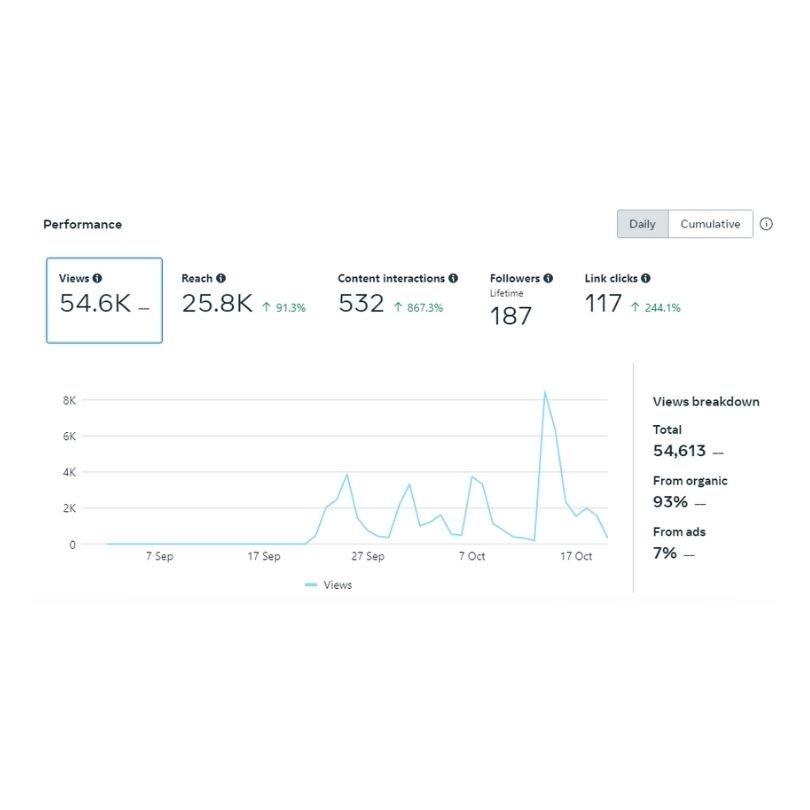 Performance
Daily Cumulative
Views Reach Content interactions Followers Link clicks
Lifetime
54.6K -- 25.8K ↑ 91.3% 532 ↑ 867.3% 187 117 ↑ 244.1%
8K
6K
4K
2K
0
7 Sep 17 Sep 27 Sep 7 Oct 17 Oct
Views
Views breakdown
Total
54,613 --
From organic
93% --
From ads
7% --